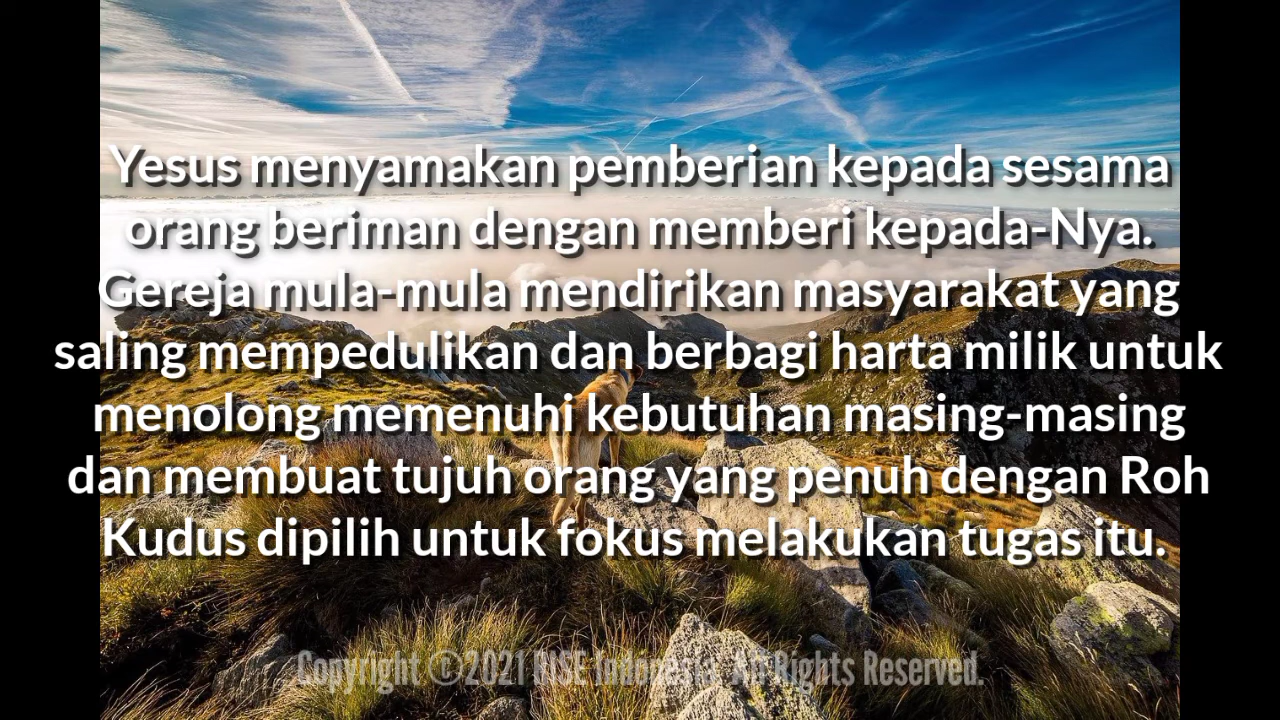 Yesus menyamakan pemberian kepada sesama
orang beriman dengan memberi kepada-Nya.
Gereja mula-mula mendirikan masyarakat yang
saling mempedulikan dan berbagi harta milik untuk
menolong memenuhi kebutuhan masing-masing
dan membuat tujuh orang yang penuh dengan Roh
Kudus dipilih untuk fokus melakukan tugas itu.
Copyright ©2021 Indonesia. All Rights Reserved.